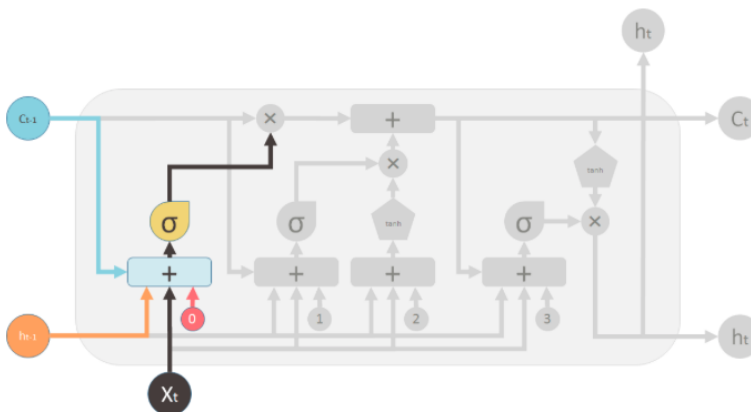 hₜ
Cₜ₋₁ × + Cₜ
× tanh
σ σ tanh σ ×
+ + + +
hₜ₋₁ 0 1 2 3 hₜ
Xₜ